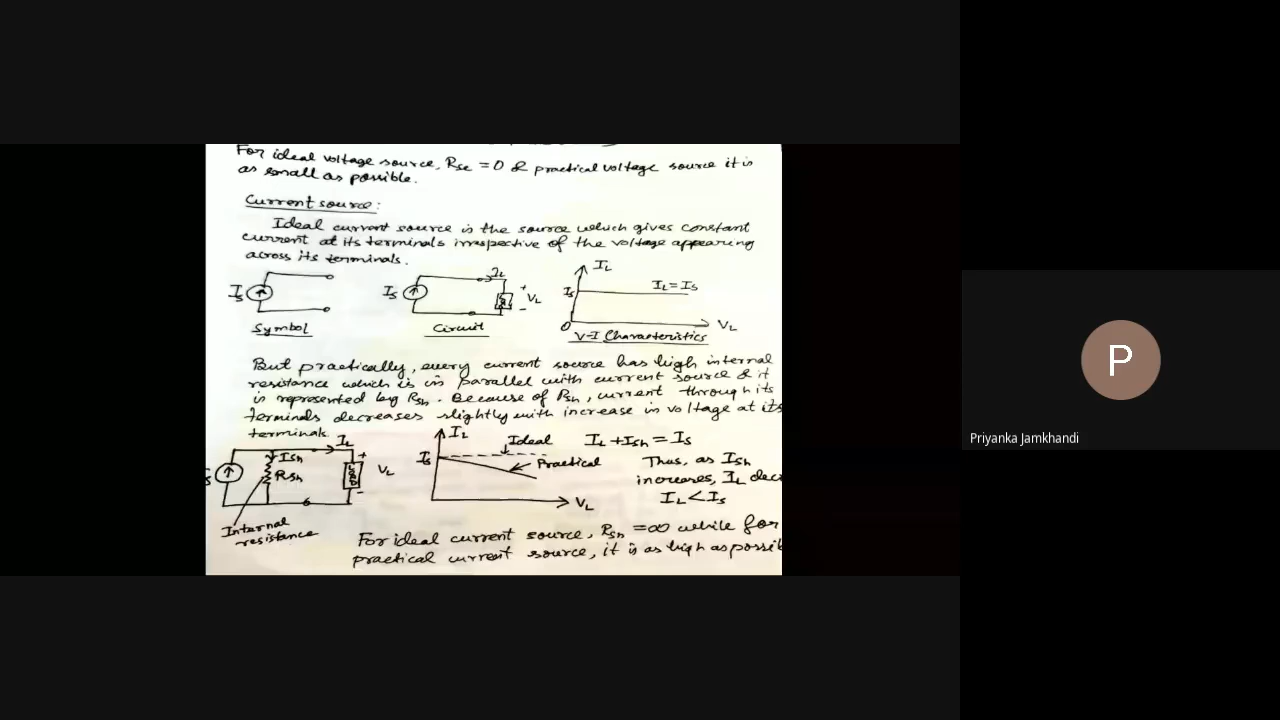 For ideal voltage source, Rse = 0 & practical voltage source it is
as small as possible.
Current source:
Ideal current source is the source which gives constant
current at its terminals irrespective of the voltage appearing
across its terminals.
Is
Symbol
Is IL + VL -
Circuit
IL Is IL = Is O VL
V-I Characteristics
But practically, every current source has high internal
resistance which is in parallel with current source & it
is represented by Rsh. Because of Rsh, current through its
terminals decreases slightly with increase in voltage at its
terminals.
IL Ish Rsh + VL -
Internal
resistance
IL Is Ideal Practical VL
IL + Ish = Is
Thus, as Ish
increases, IL dec
IL < Is
For ideal current source, Rsh = ∞ while for
practical current source, it is as high as possib
P
Priyanka Jamkhandi